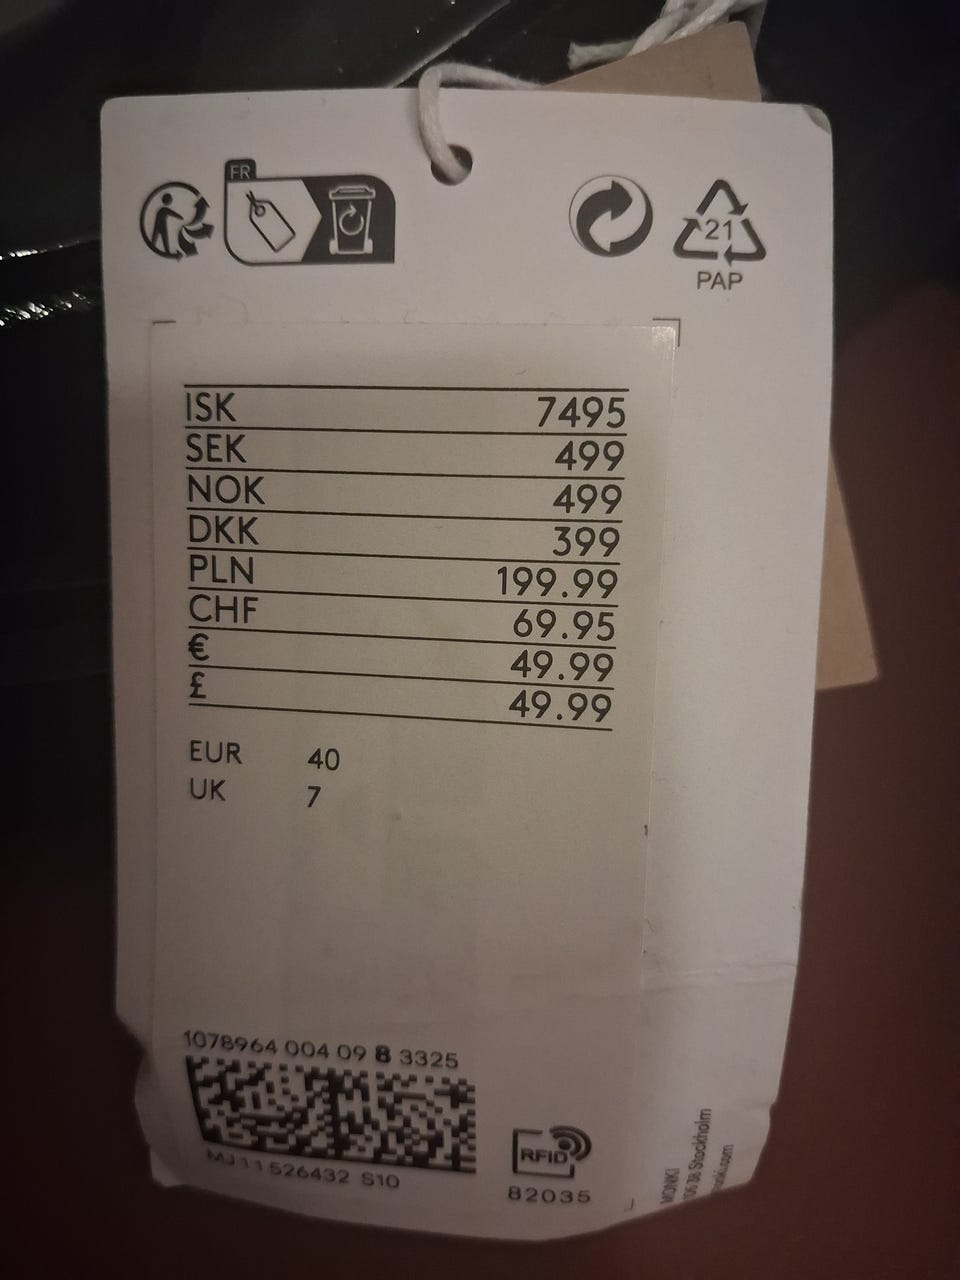 FR
21
PAP
ISK 7495
SEK 499
NOK 499
DKK 399
PLN 199.99
CHF 69.95
€ 49.99
£ 49.99
EUR 40
UK 7
1078964 004 09 8 3325
MJ11 526432 S10
RFID
82035
MONKI
Stockholm